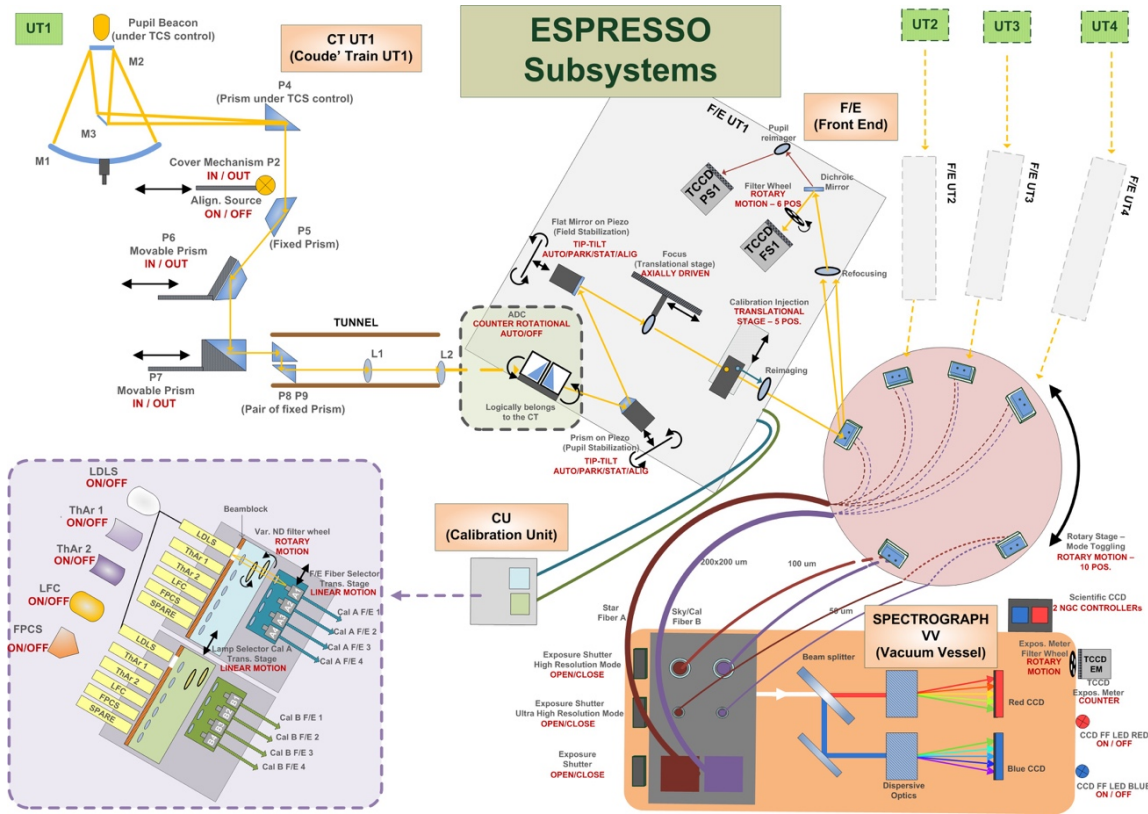 UT1
Pupil Beacon
(under TCS control)
M2
M3
M1
CT UT1
(Coude' Train UT1)
P4
(Prism under TCS control)
Cover Mechanism P2
IN / OUT
Align. Source
ON / OFF
P5
(Fixed Prism)
P6
Movable Prism
IN / OUT
P7
Movable Prism
IN / OUT
TUNNEL
P8 P9
(Pair of fixed Prism)
L1
L2
ESPRESSO
Subsystems
ADC
COUNTER ROTATIONAL
AUTO/OFF
Logically belongs
to the CT
F/E UT1
F/E
(Front End)
Pupil
reimager
TCCD
PS1
Dichroic
Mirror
Filter Wheel
ROTARY
MOTION – 6 POS
TCCD
FS1
Flat Mirror on Piezo
(Field Stabilization)
TIP-TILT
AUTO/PARK/STAT/ALIG
Focus
(Translational stage)
AXIALLY DRIVEN
Refocusing
Calibration Injection
TRANSLATIONAL
STAGE – 5 POS.
Reimaging
Prism on Piezo
(Pupil Stabilization)
TIP-TILT
AUTO/PARK/STAT/ALIG
UT2
UT3
UT4
F/E UT2
F/E UT3
F/E UT4
Rotary Stage –
Mode Toggling
ROTARY MOTION –
10 POS.
CU
(Calibration Unit)
LDLS
ON/OFF
ThAr 1
ON/OFF
ThAr 2
ON/OFF
LFC
ON/OFF
FPCS
ON/OFF
LDLS
ThAr 1
ThAr 2
LFC
FPCS
SPARE
LDLS
ThAr 1
ThAr 2
LFC
FPCS
SPARE
Beamblock
Var. ND filter wheel
ROTARY
MOTION
F/E Fiber Selector
Trans. Stage
LINEAR MOTION
Cal A F/E 1
Cal A F/E 2
Cal A F/E 3
Cal A F/E 4
Lamp Selector Cal A
Trans. Stage
LINEAR MOTION
Cal B F/E 1
Cal B F/E 2
Cal B F/E 3
Cal B F/E 4
200x200 um
100 um
50 um
Star
Fiber A
Sky/Cal
Fiber B
Exposure Shutter
High Resolution Mode
OPEN/CLOSE
Exposure Shutter
Ultra High Resolution Mode
OPEN/CLOSE
Exposure
Shutter
OPEN/CLOSE
SPECTROGRAPH
VV
(Vacuum Vessel)
Beam splitter
Dispersive
Optics
Red CCD
Blue CCD
Scientific CCD
2 NGC CONTROLLERs
Expos. Meter
Filter Wheel
ROTARY
MOTION
TCCD
EM
TCCD
Expos. Meter
COUNTER
CCD FF LED RED
ON / OFF
CCD FF LED BLUE
ON / OFF